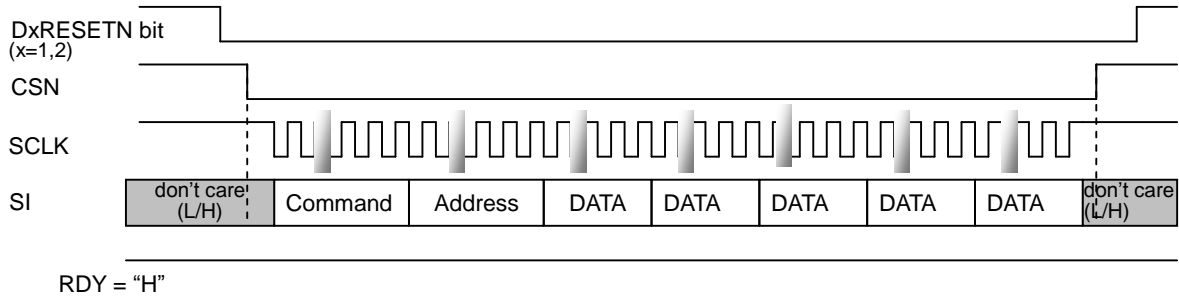 DxRESETN bit
(x=1,2)
CSN
SCLK
SI
don't care
(L/H)
Command
Address
DATA
DATA
DATA
DATA
DATA
don't care
(L/H)
RDY = “H”